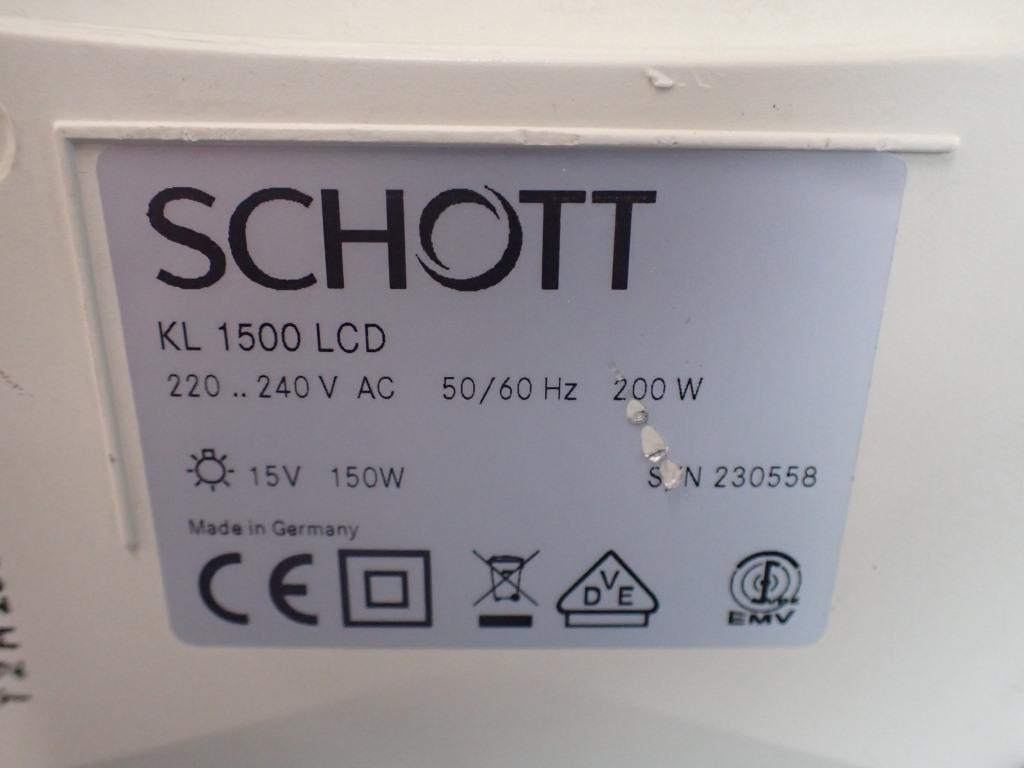 SCHOTT
KL 1500 LCD
220 .. 240 V AC 50/60 Hz 200 W
15V 150W S/N 230558
Made in Germany
CE VDE EMV